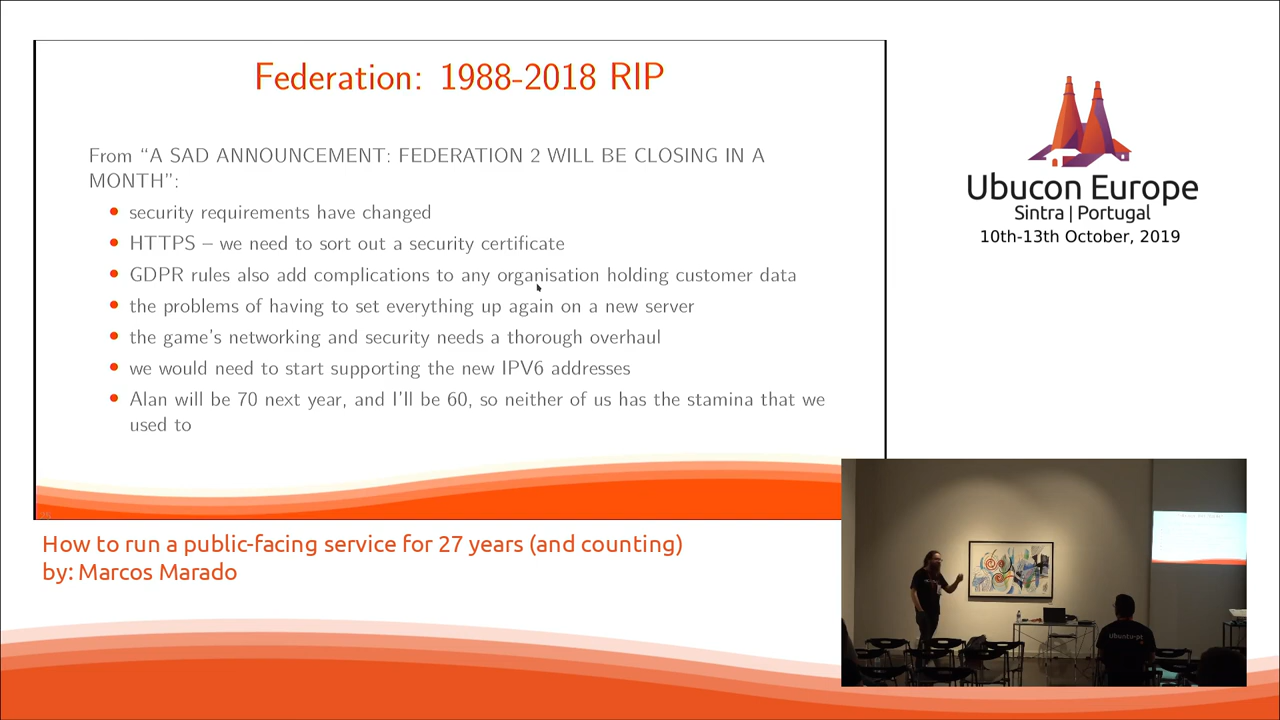 Federation: 1988-2018 RIP
From “A SAD ANNOUNCEMENT: FEDERATION 2 WILL BE CLOSING IN A
MONTH”:
security requirements have changed
HTTPS – we need to sort out a security certificate
GDPR rules also add complications to any organisation holding customer data
the problems of having to set everything up again on a new server
the game's networking and security needs a thorough overhaul
we would need to start supporting the new IPV6 addresses
Alan will be 70 next year, and I'll be 60, so neither of us has the stamina that we
used to
25
How to run a public-facing service for 27 years (and counting)
by: Marcos Marado
Ubucon Europe
Sintra | Portugal
10th-13th October, 2019
Ubuntu-pt